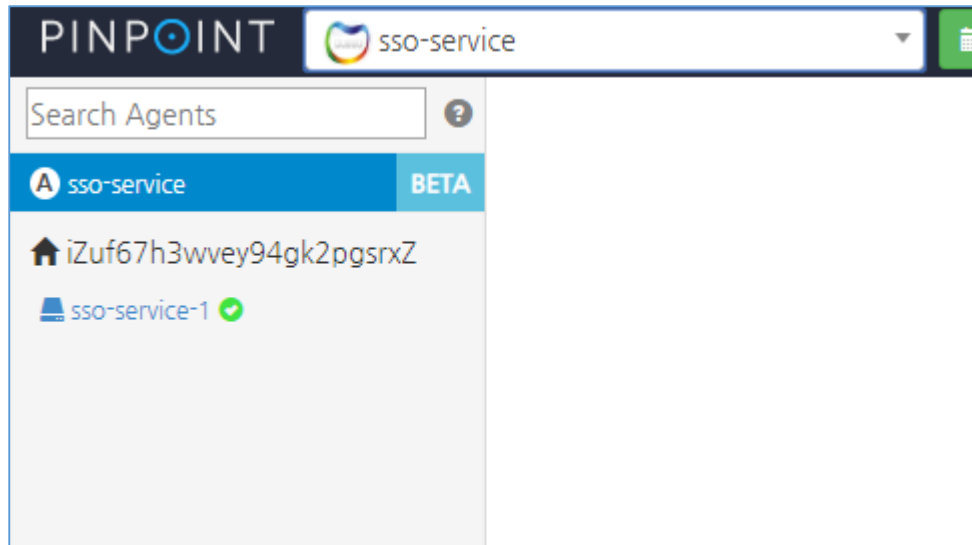 PINPOINT
sso-service
Search Agents
A sso-service BETA
iZuf67h3wvey94gk2pgsrxZ
sso-service-1